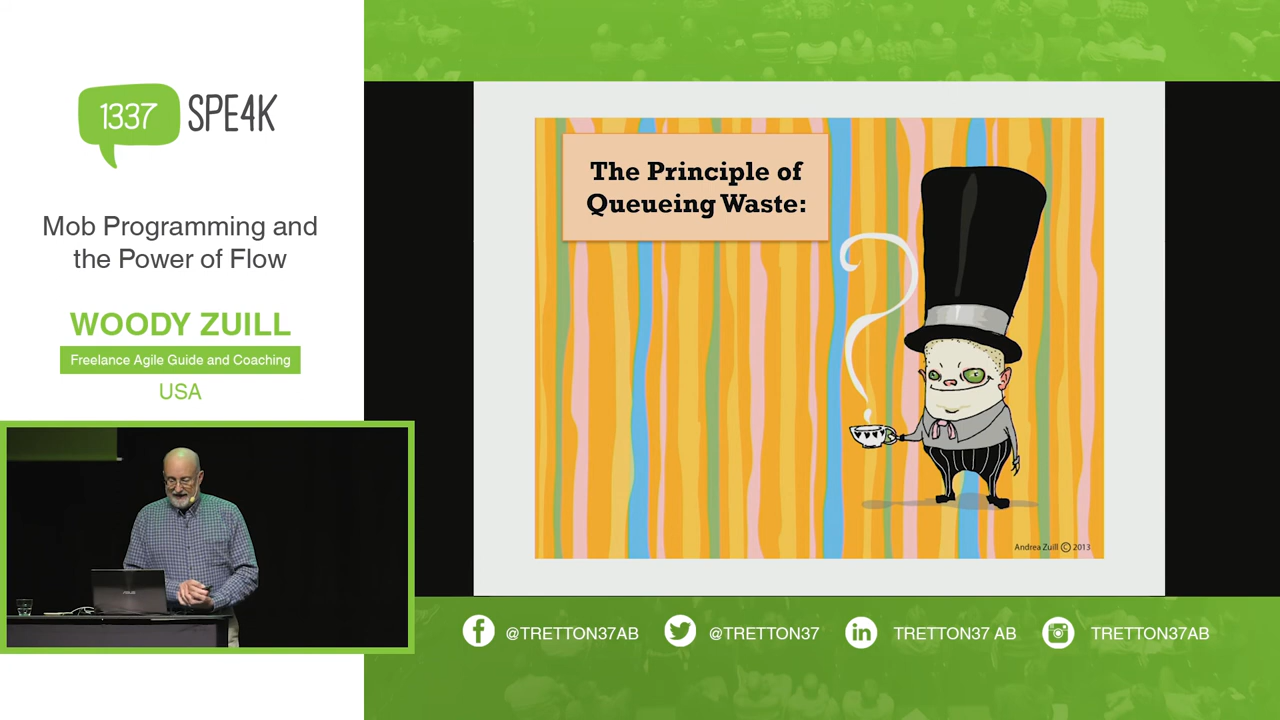 1337
SPE4K
Mob Programming and
the Power of Flow
WOODY ZUILL
Freelance Agile Guide and Coaching
USA
The Principle of
Queueing Waste:
Andrea Zuill © 2013
ASUS
@TRETTON37AB
@TRETTON37
TRETTON37 AB
TRETTON37AB